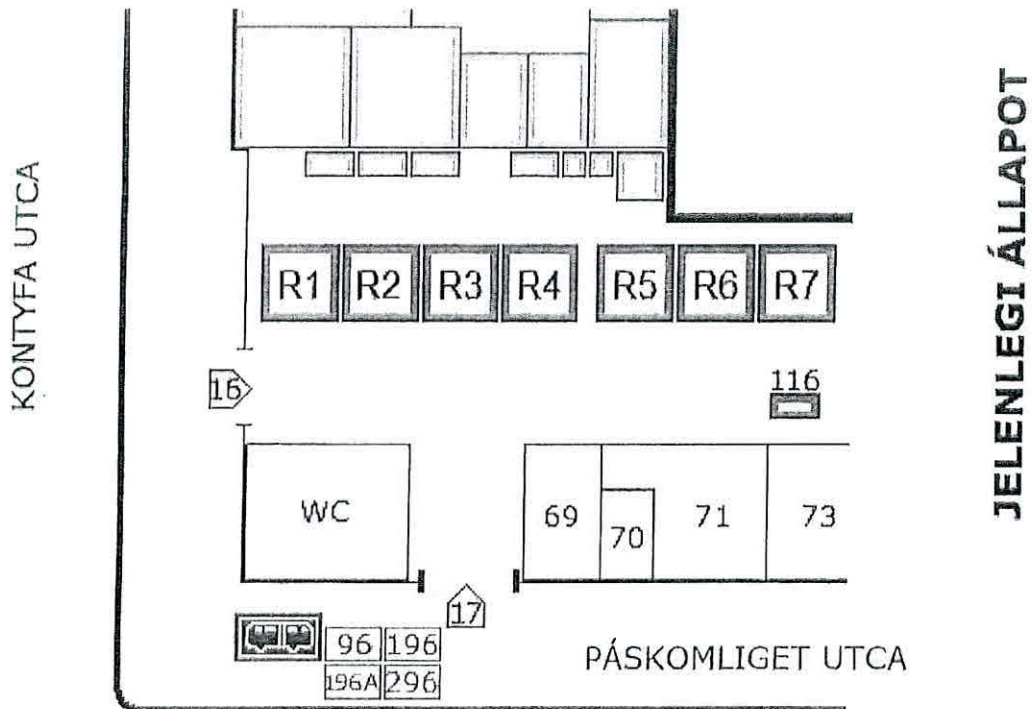 KONTYFA UTCA
JELENLEGI ÁLLAPOT
R1 R2 R3 R4 R5 R6 R7
16
116
WC
69 70 71 73
17
96 196
196A 296
PÁSKOMLIGET UTCA